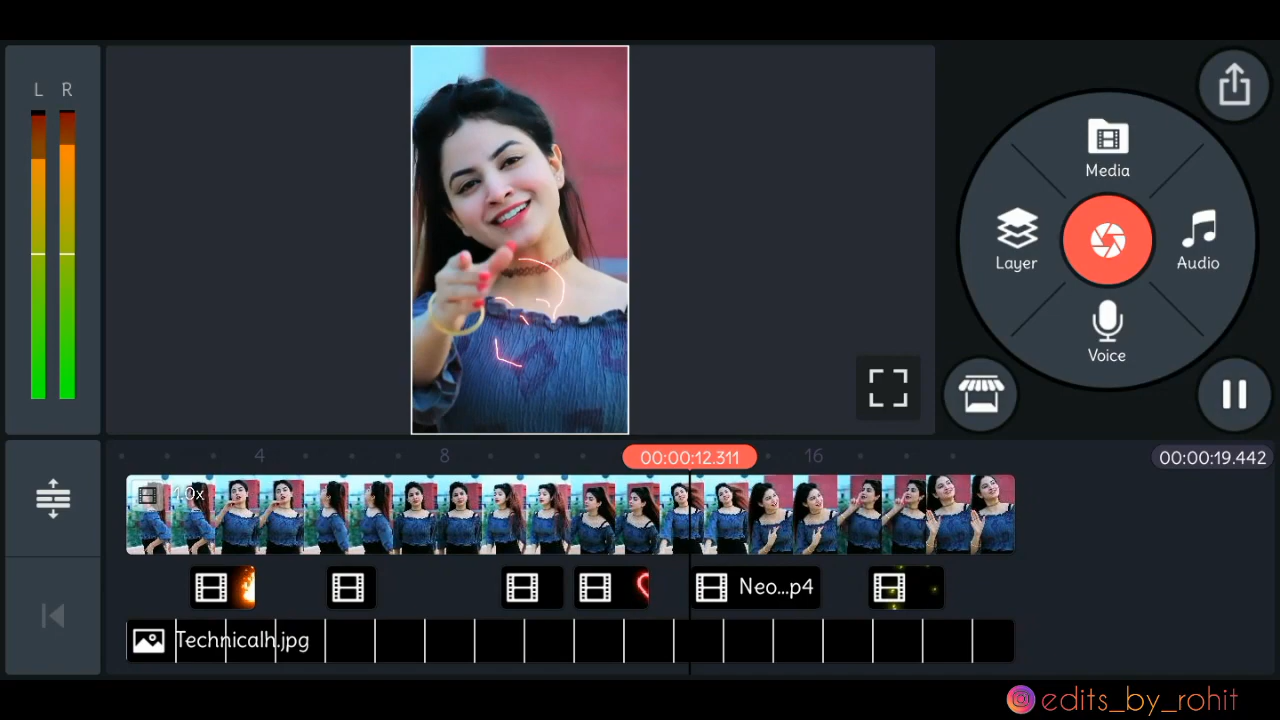 L R
Media
Layer
Audio
Voice
4
8
00:00:12.311
16
00:00:19.442
1.0x
Neo...p4
Technicalh.jpg
edits_by_rohit